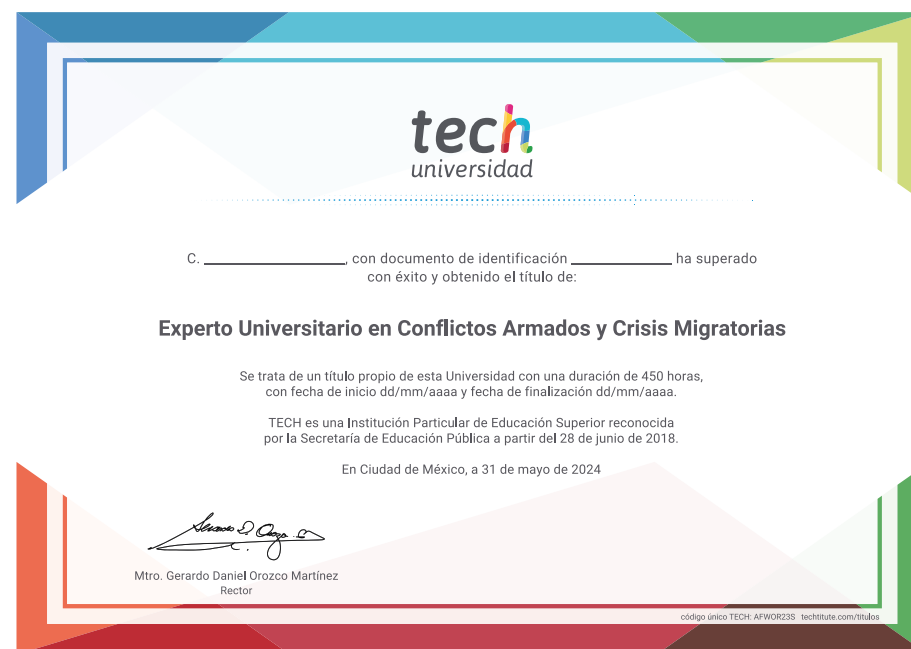 tech
universidad
C. ____________________, con documento de identificación ______________ ha superado
con éxito y obtenido el título de:
Experto Universitario en Conflictos Armados y Crisis Migratorias
Se trata de un título propio de esta Universidad con una duración de 450 horas,
con fecha de inicio dd/mm/aaaa y fecha de finalización dd/mm/aaaa.
TECH es una Institución Particular de Educación Superior reconocida
por la Secretaría de Educación Pública a partir del 28 de junio de 2018.
En Ciudad de México, a 31 de mayo de 2024
Mtro. Gerardo Daniel Orozco Martínez
Rector
código único TECH: AFWOR23S techtitute.com/titulos